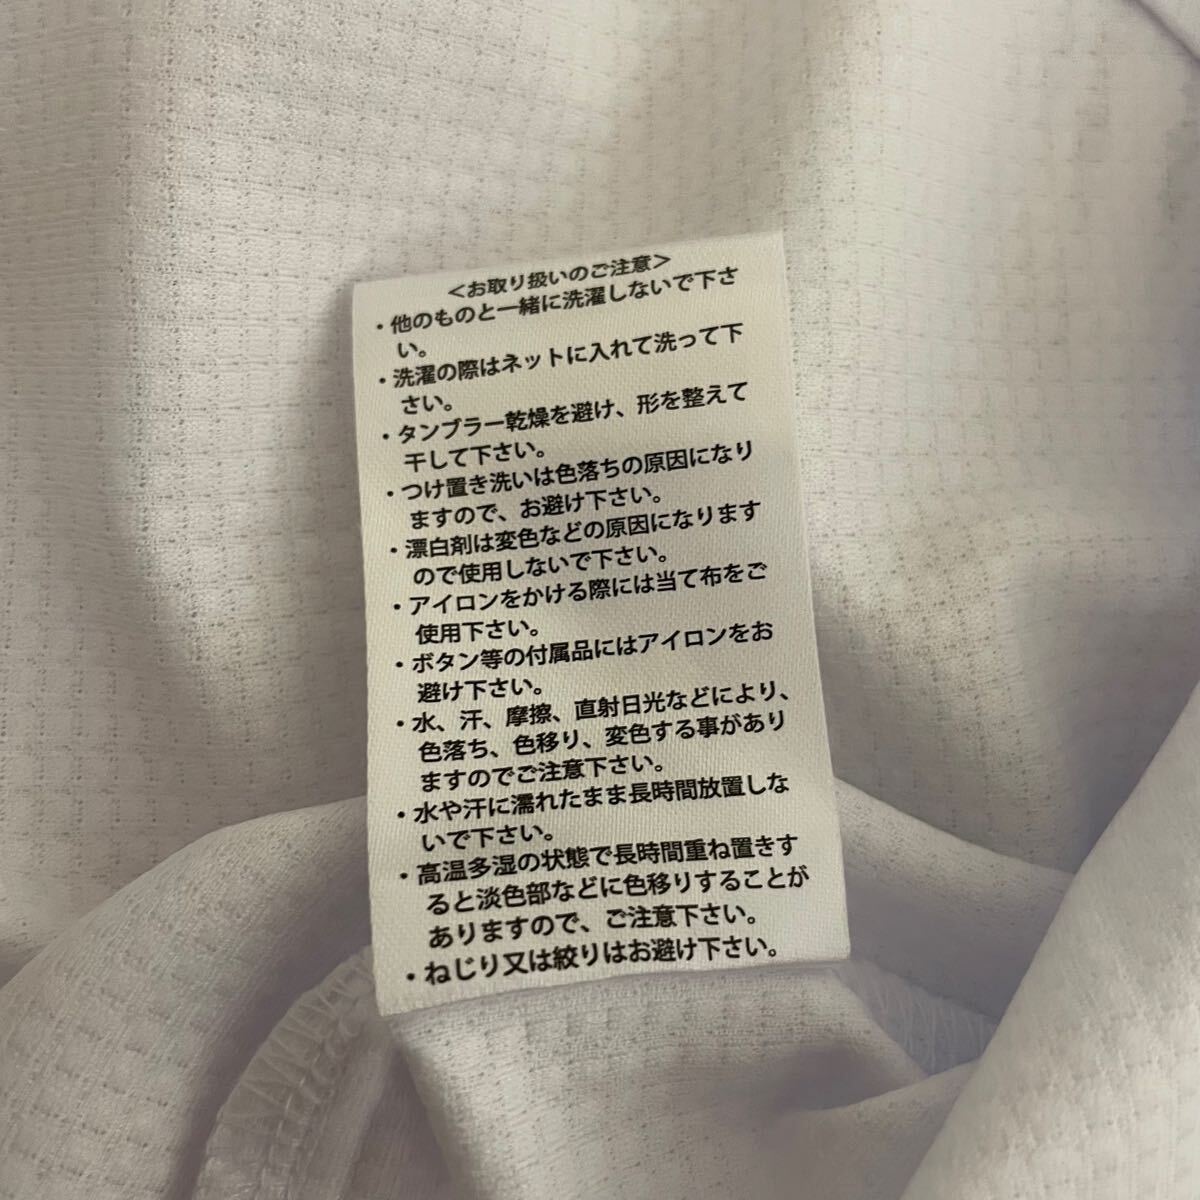 ＜お取り扱いのご注意＞
・他のものと一緒に洗濯しないで下さ
い。
・洗濯の際はネットに入れて洗って下
さい。
・タンブラー乾燥を避け、形を整えて
干して下さい。
・つけ置き洗いは色落ちの原因になり
ますので、お避け下さい。
・漂白剤は変色などの原因になります
ので使用しないで下さい。
・アイロンをかける際には当て布をご
使用下さい。
・ボタン等の付属品にはアイロンをお
避け下さい。
・水、汗、摩擦、直射日光などにより、
色落ち、色移り、変色する事があり
ますのでご注意下さい。
・水や汗に濡れたまま長時間放置しな
いで下さい。
・高温多湿の状態で長時間重ね置きす
ると淡色部などに色移りすることが
ありますので、ご注意下さい。
・ねじり又は絞りはお避け下さい。